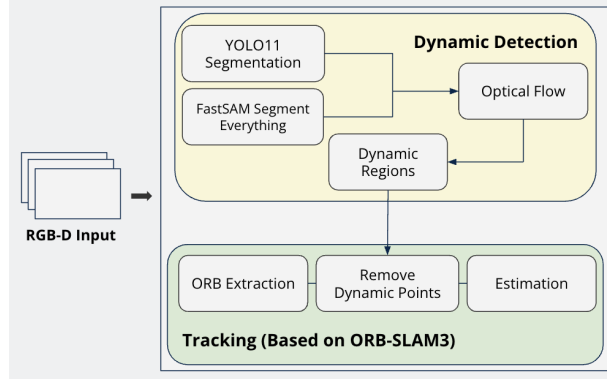 YOLO11
Segmentation
Dynamic Detection
FastSAM Segment
Everything
Optical Flow
Dynamic
Regions
RGB-D Input
ORB Extraction
Remove
Dynamic Points
Estimation
Tracking (Based on ORB-SLAM3)